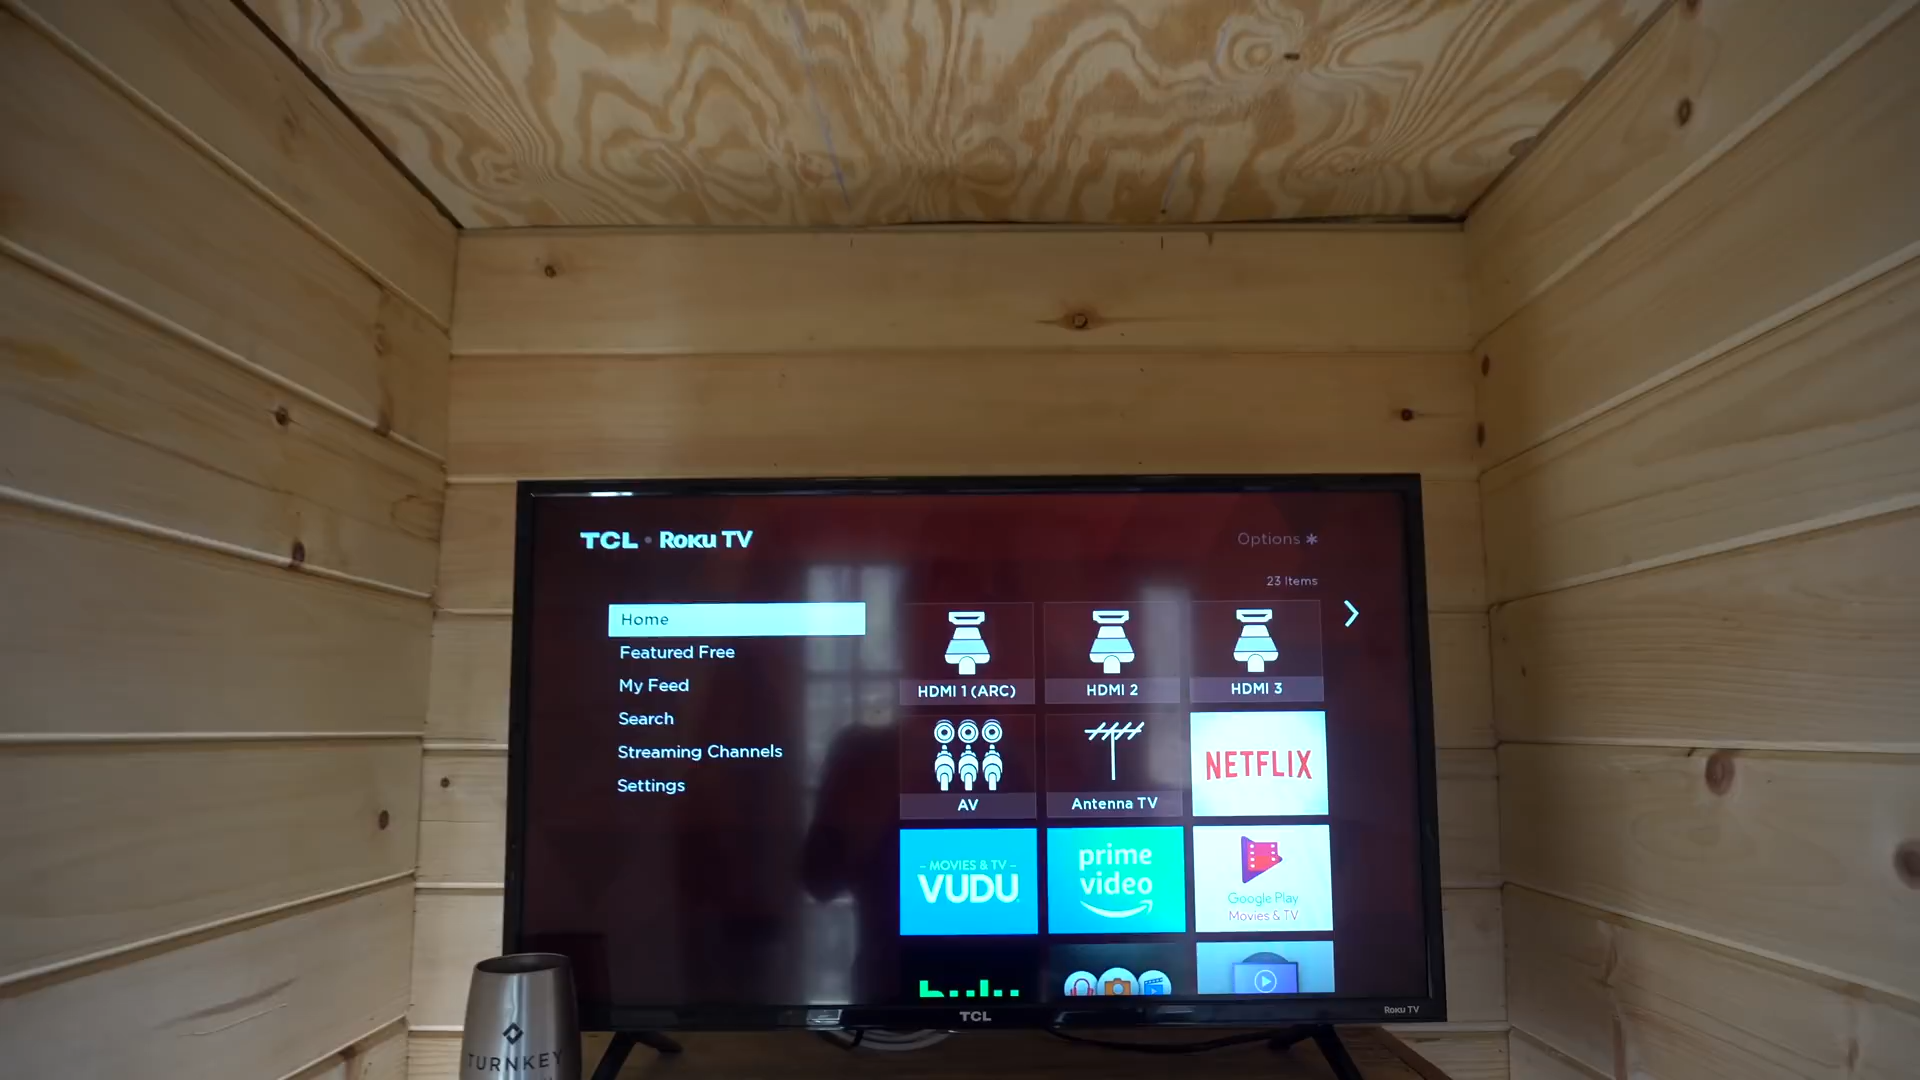 TCL • Roku TV
Options *
23 Items
Home
Featured Free
My Feed
Search
Streaming Channels
Settings
HDMI 1 (ARC)
HDMI 2
HDMI 3
AV
Antenna TV
NETFLIX
– MOVIES & TV –
VUDU
prime
video
Google Play
Movies & TV
hulu
TCL
Roku TV
TURNKEY